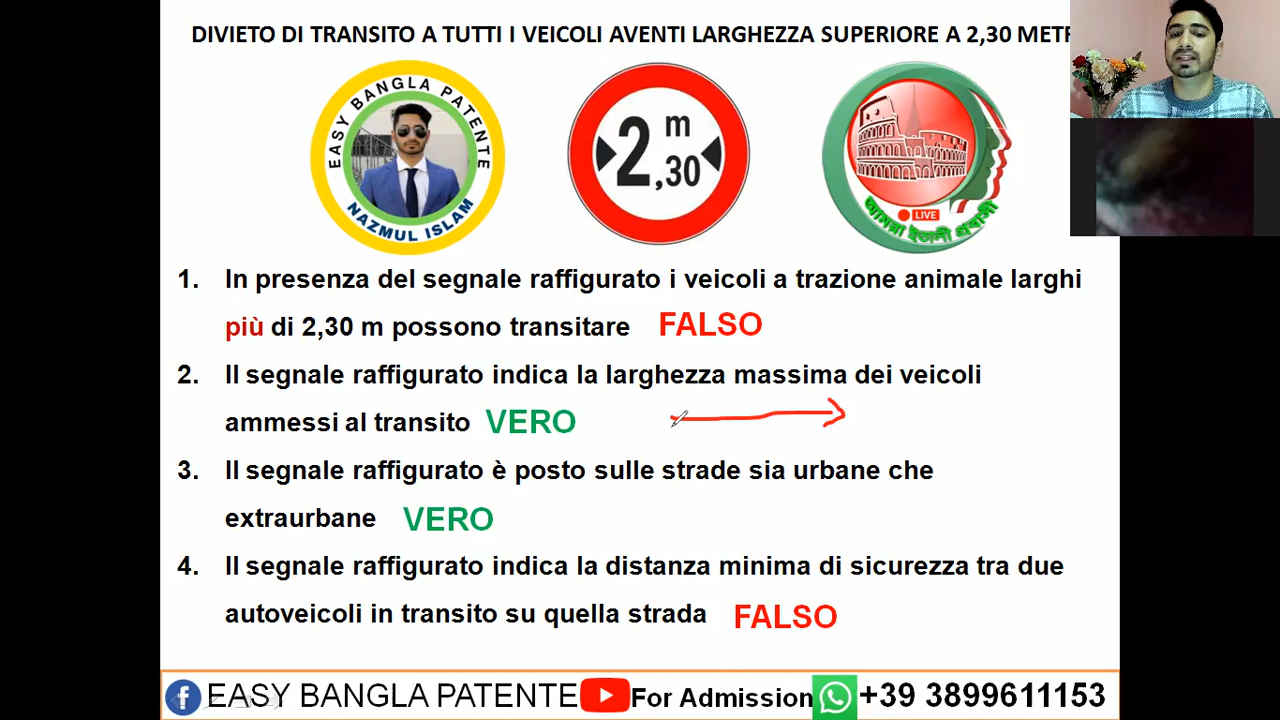 DIVIETO DI TRANSITO A TUTTI I VEICOLI AVENTI LARGHEZZA SUPERIORE A 2,30 METR
EASY BANGLA PATENTE
NAZMUL ISLAM
2 m ,30
LIVE
আমরা ইতালী প্রবাসী
1. In presenza del segnale raffigurato i veicoli a trazione animale larghi
più di 2,30 m possono transitare FALSO
2. Il segnale raffigurato indica la larghezza massima dei veicoli
ammessi al transito VERO
3. Il segnale raffigurato è posto sulle strade sia urbane che
extraurbane VERO
4. Il segnale raffigurato indica la distanza minima di sicurezza tra due
autoveicoli in transito su quella strada FALSO
EASY BANGLA PATENTE For Admission +39 3899611153